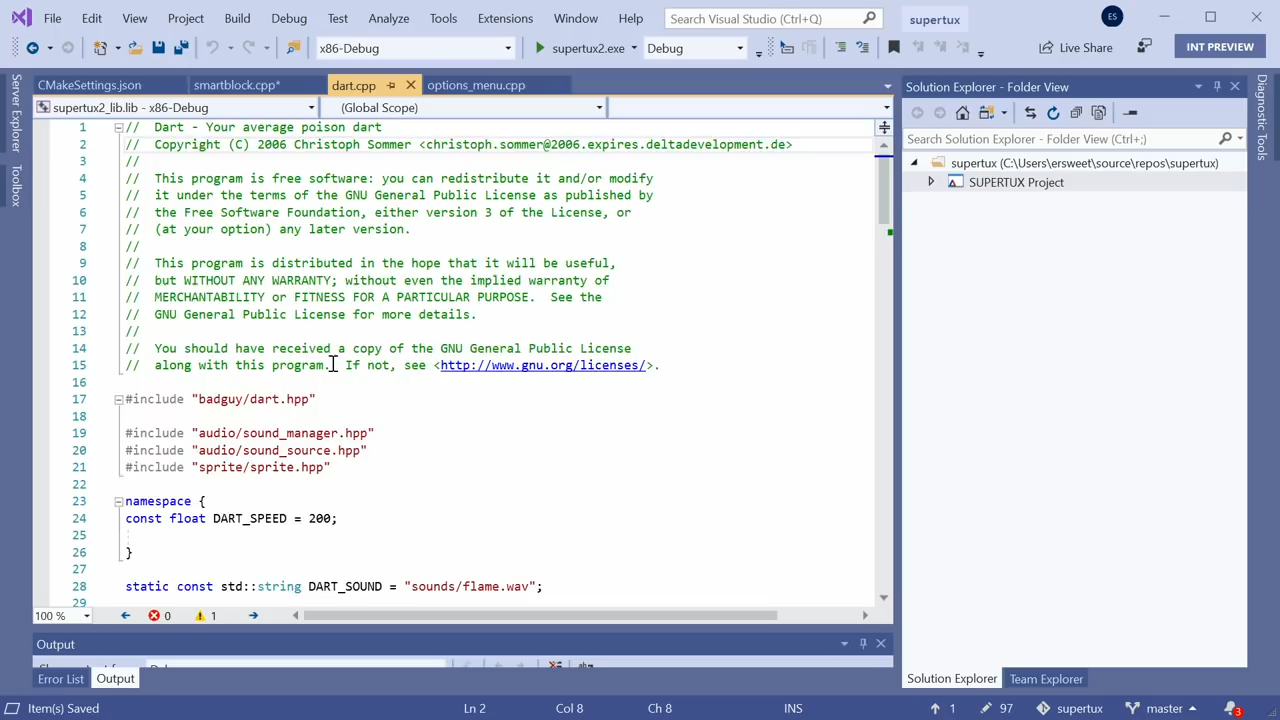 File Edit View Project Build Debug Test Analyze Tools Extensions Window Help Search Visual Studio (Ctrl+Q) supertux ES
x86-Debug supertux2.exe Debug Live Share INT PREVIEW
CMakeSettings.json smartblock.cpp* dart.cpp options_menu.cpp
supertux2_lib.lib - x86-Debug (Global Scope)
Server Explorer
Toolbox
1 // Dart - Your average poison dart
2 // Copyright (C) 2006 Christoph Sommer <christoph.sommer@2006.expires.deltadevelopment.de>
3 //
4 // This program is free software: you can redistribute it and/or modify
5 // it under the terms of the GNU General Public License as published by
6 // the Free Software Foundation, either version 3 of the License, or
7 // (at your option) any later version.
8 //
9 // This program is distributed in the hope that it will be useful,
10 // but WITHOUT ANY WARRANTY; without even the implied warranty of
11 // MERCHANTABILITY or FITNESS FOR A PARTICULAR PURPOSE. See the
12 // GNU General Public License for more details.
13 //
14 // You should have received a copy of the GNU General Public License
15 // along with this program. If not, see <http://www.gnu.org/licenses/>.
16
17 #include "badguy/dart.hpp"
18
19 #include "audio/sound_manager.hpp"
20 #include "audio/sound_source.hpp"
21 #include "sprite/sprite.hpp"
22
23 namespace {
24 const float DART_SPEED = 200;
25
26 }
27
28 static const std::string DART_SOUND = "sounds/flame.wav";
29
100 % 0 1
Output
Error List Output
Solution Explorer - Folder View
Search Solution Explorer - Folder View (Ctrl+;)
supertux (C:\Users\ersweet\source\repos\supertux)
SUPERTUX Project
Solution Explorer Team Explorer
Diagnostic Tools
Item(s) Saved Ln 2 Col 8 Ch 8 INS 1 97 supertux master 3